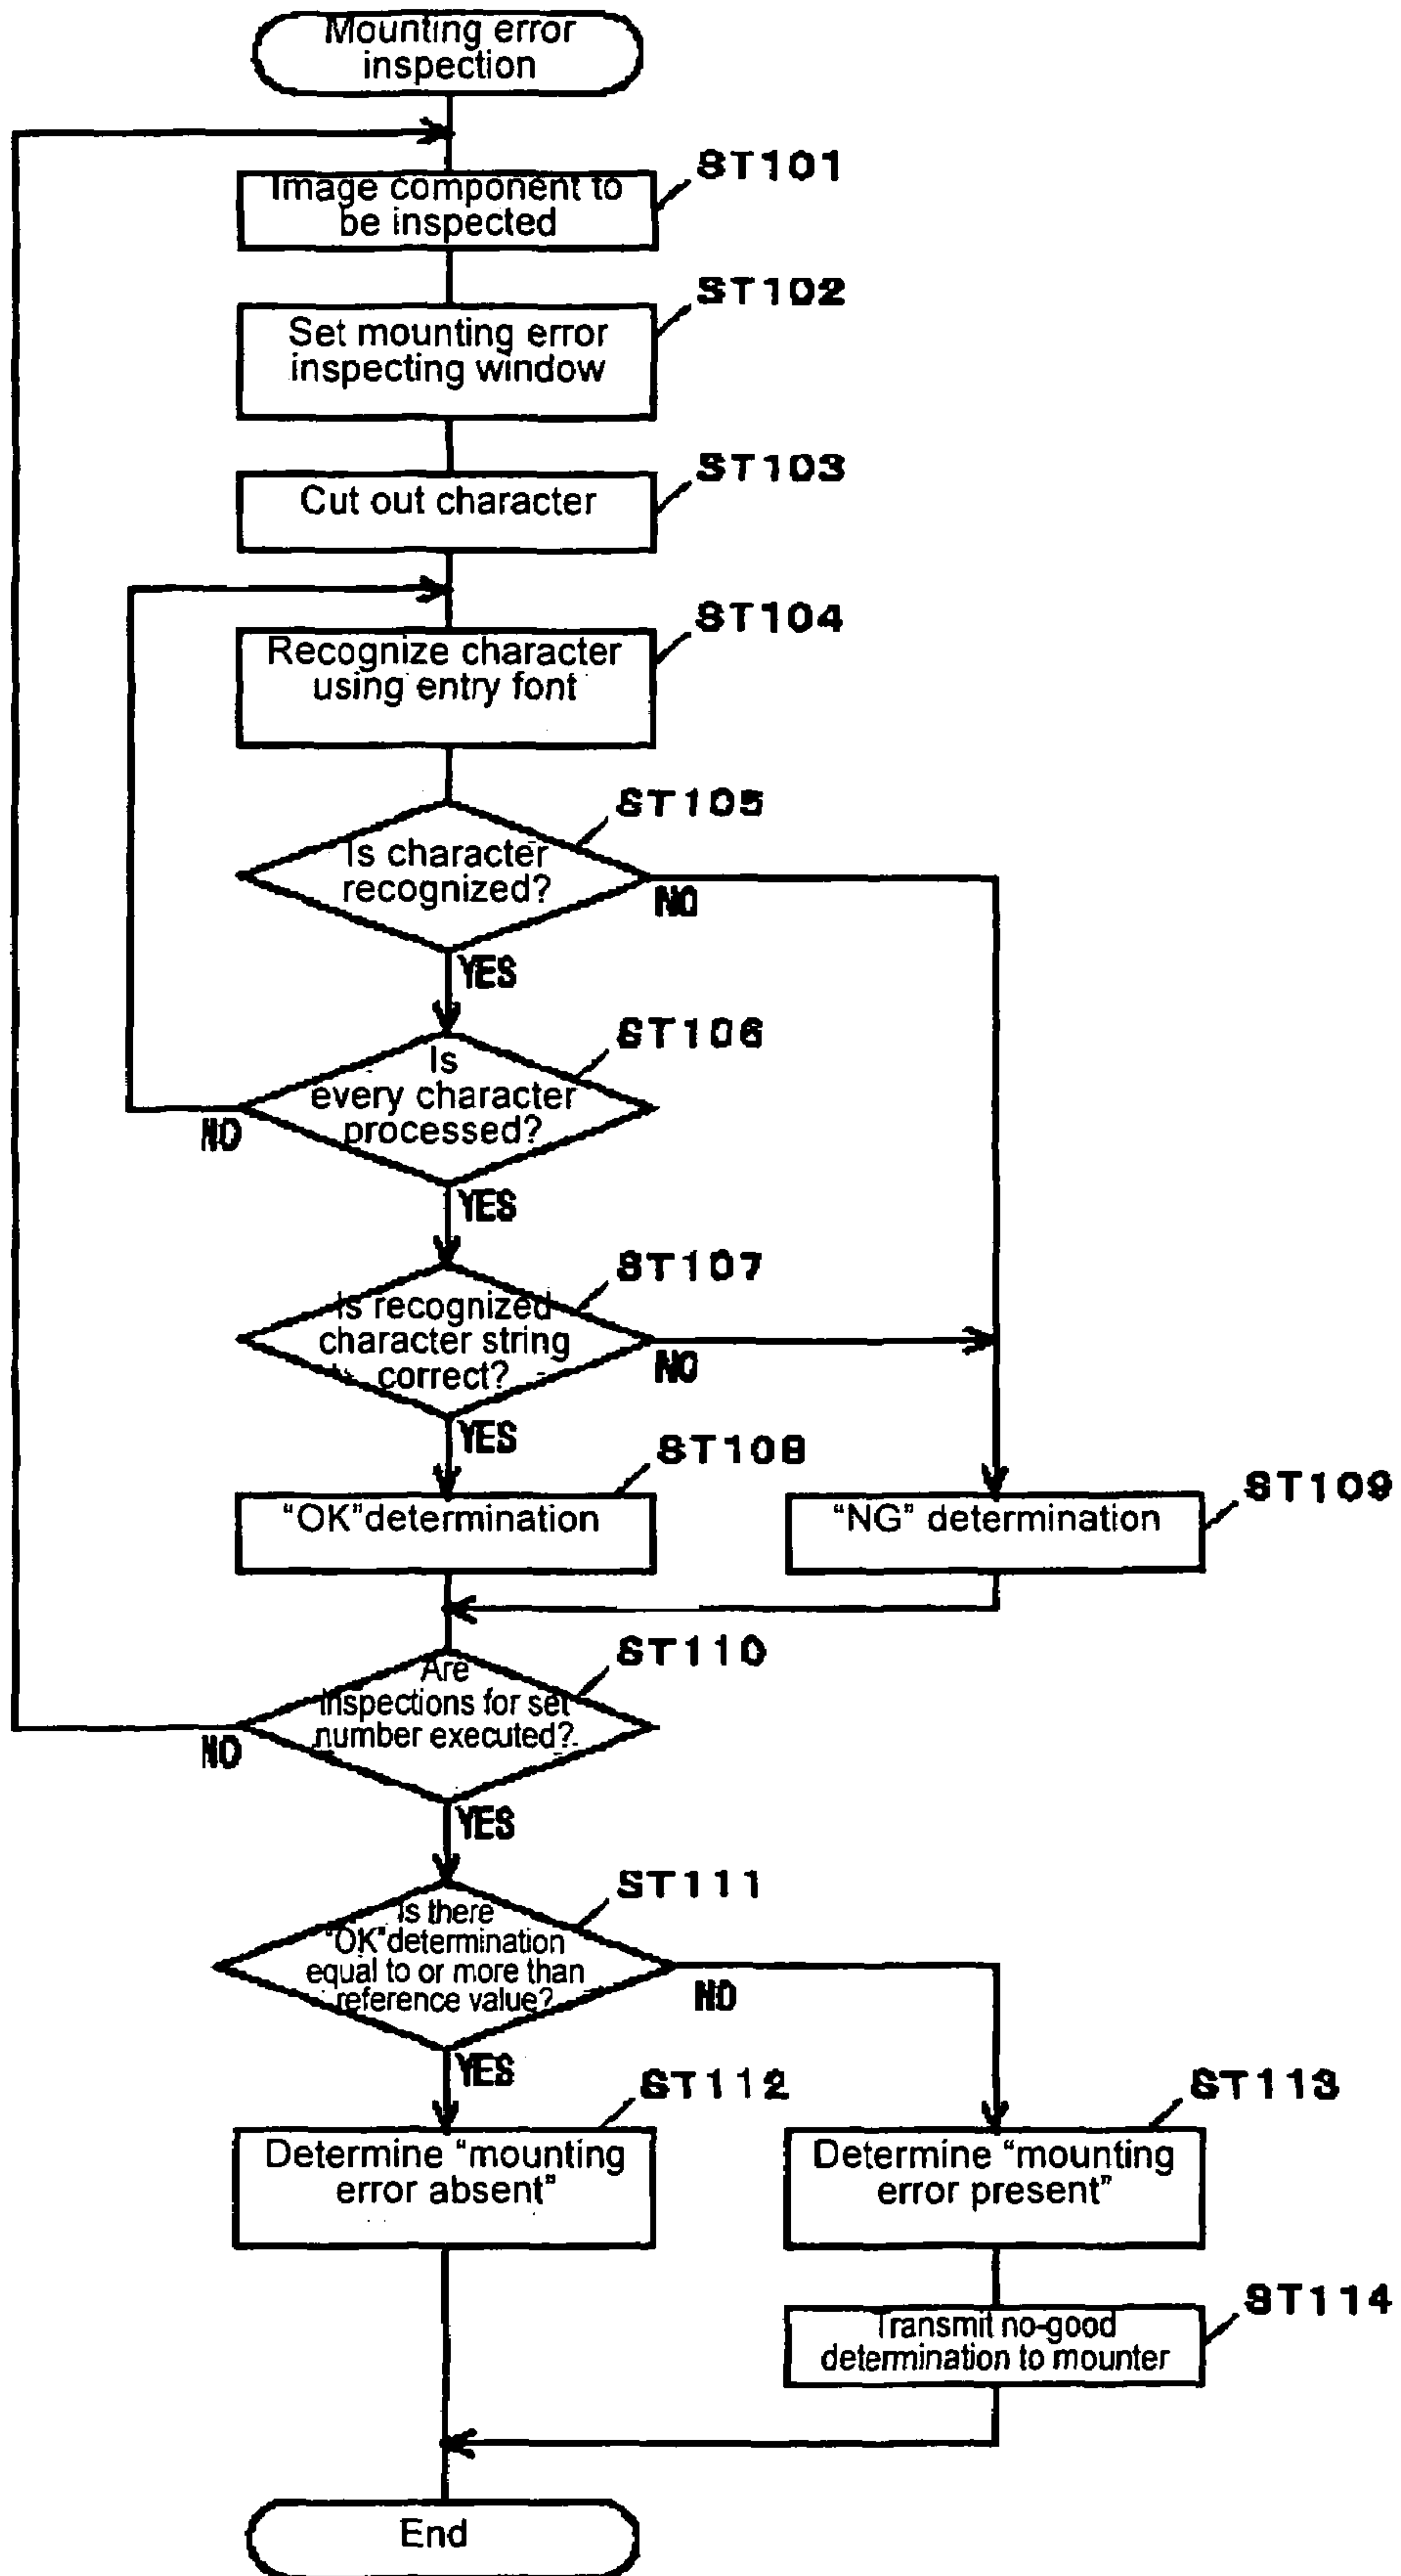 Mounting error
inspection
ST101
Image component to
be inspected
ST102
Set mounting error
inspecting window
ST103
Cut out character
ST104
Recognize character
using entry font
ST105
Is character
recognized?
NO
YES
ST106
Is
every character
processed?
NO
YES
ST107
Is recognized
character string
correct?
NO
YES
ST108
“OK”determination
ST109
“NG” determination
ST110
Are
inspections for set
number executed?
NO
YES
ST111
Is there
“OK”determination
equal to or more than
reference value?
NO
YES
ST112
Determine “mounting
error absent”
ST113
Determine “mounting
error present”
ST114
Transmit no-good
determination to mounter
End